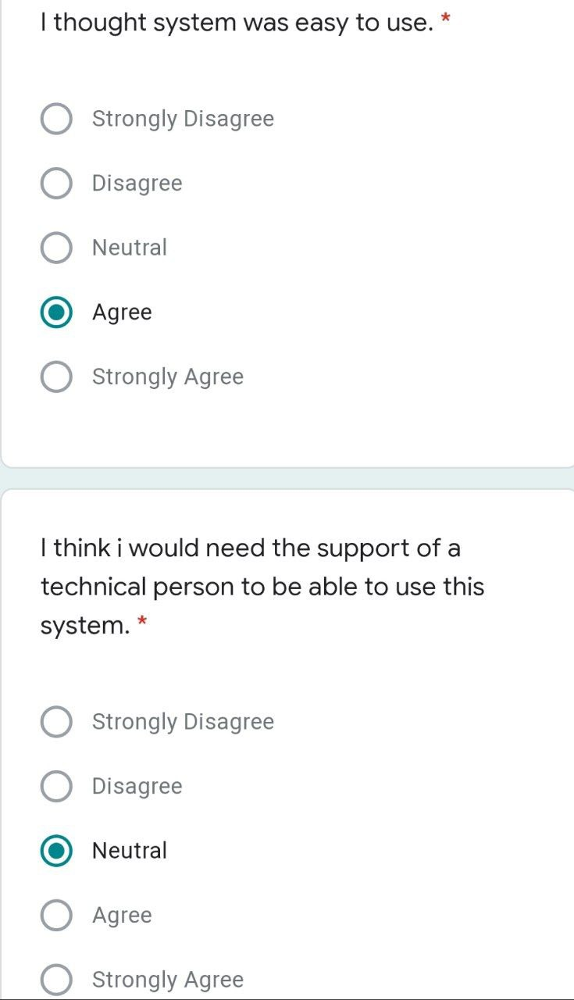 I thought system was easy to use. *
Strongly Disagree
Disagree
Neutral
Agree
Strongly Agree
I think i would need the support of a
technical person to be able to use this
system. *
Strongly Disagree
Disagree
Neutral
Agree
Strongly Agree